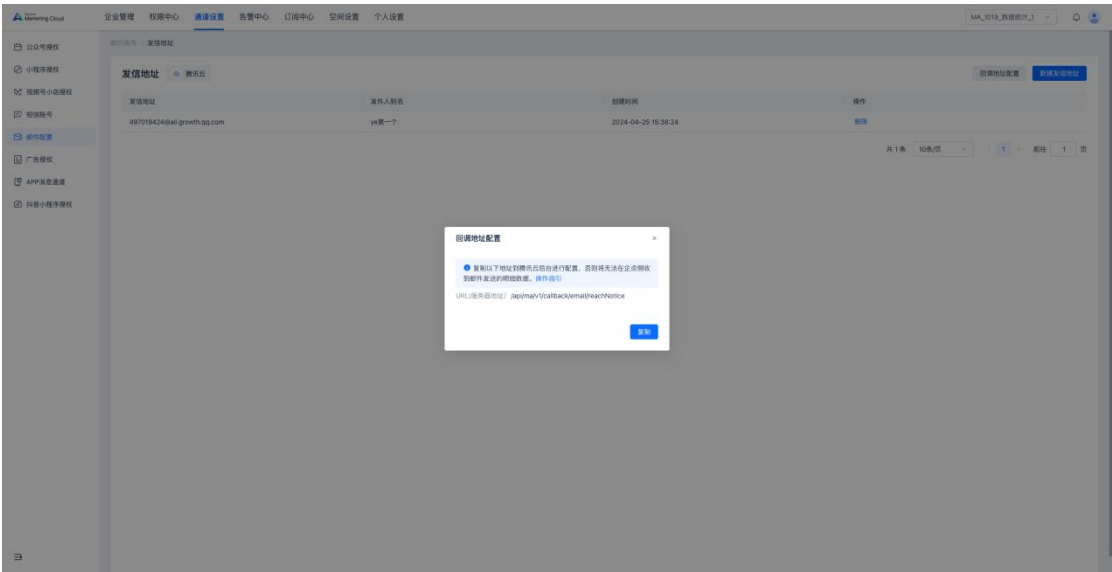 Marketing Cloud
企业管理 权限中心 通道设置 告警中心 订阅中心 空间设置 个人设置
MA_1019_数据统计_1
公众号授权
小程序授权
视频号小店授权
短信账号
邮件配置
广告授权
APP消息通道
抖音小程序授权
邮件账号 / 发信地址
发信地址 腾讯云
回调地址配置 新建发信地址
发信地址 发件人别名 创建时间 操作
497019424@ail.growth.qq.com ye第一个 2024-04-25 15:38:24 删除
共 1 条 10条/页 1 前往 1 页
回调地址配置
复制以下地址到腾讯云后台进行配置，否则将无法在企点侧收
到邮件发送的明细数据。操作指引
URL(服务器地址) /api/ma/v1/callback/email/reachNotice
复制